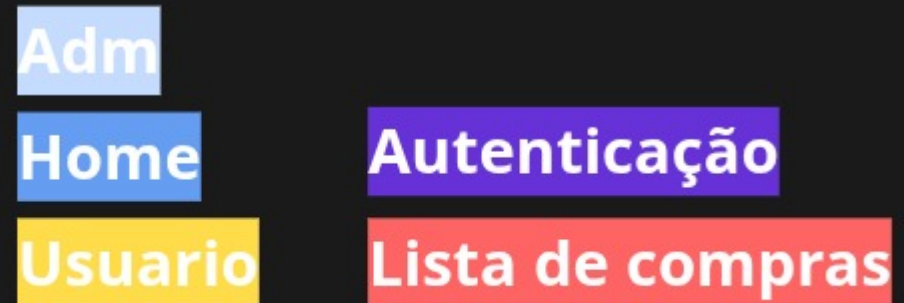 Adm
Home
Autenticação
Usuario
Lista de compras